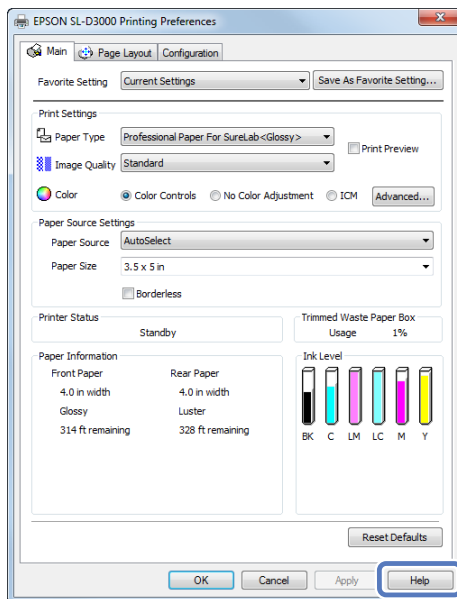 EPSON SL-D3000 Printing Preferences
Main Page Layout Configuration
Favorite Setting Current Settings Save As Favorite Setting...
Print Settings
Paper Type Professional Paper For SureLab<Glossy>
Print Preview
Image Quality Standard
Color Color Controls No Color Adjustment ICM Advanced...
Paper Source Settings
Paper Source AutoSelect
Paper Size 3.5 x 5 in
Borderless
Printer Status Trimmed Waste Paper Box
Standby Usage 1%
Paper Information Ink Level
Front Paper Rear Paper
4.0 in width 4.0 in width
Glossy Luster
314 ft remaining 328 ft remaining
BK C LM LC M Y
Reset Defaults
OK Cancel Apply Help